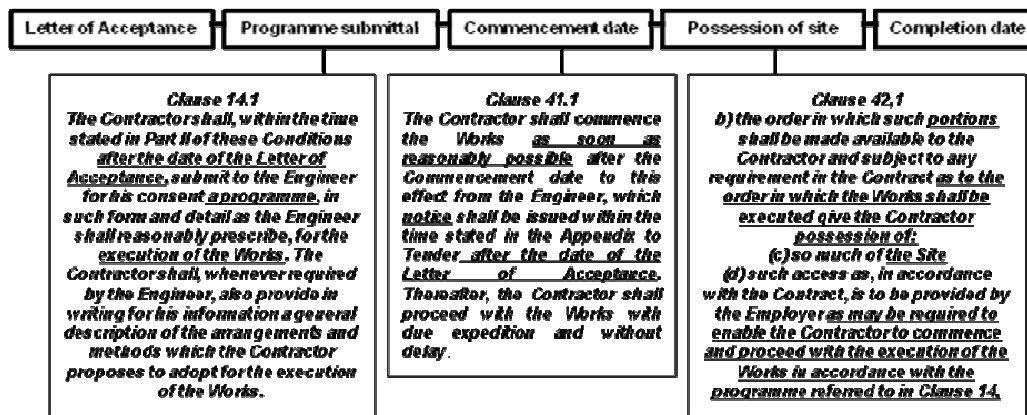 Letter of Acceptance
Programme submittal
Commencement date
Possession of site
Completion date
Clause 14.1
The Contractor shall, within the time
stated in Part II of these Conditions
after the date of the Letter of
Acceptance, submit to the Engineer
for his consent a programme, in
such form and detail as the Engineer
shall reasonably prescribe, for the
execution of the Works. The
Contractor shall, whenever required
by the Engineer, also provide in
writing for his information a general
description of the arrangements and
methods which the Contractor
proposes to adopt for the execution
of the Works.
Clause 41.1
The Contractor shall commence
the Works as soon as
reasonably possible after the
Commencement date to this
effect from the Engineer, which
notice shall be issued within the
time stated in the Appendix to
Tender after the date of the
Letter of Acceptance.
Thereafter, the Contractor shall
proceed with the Works with
due expedition and without
delay.
Clause 42,1
b) the order in which such portions
shall be made available to the
Contractor and subject to any
requirement in the Contract as to the
order in which the Works shall be
executed give the Contractor
possession of:
(c) so much of the Site
(d) such access as, in accordance
with the Contract, is to be provided by
the Employer as may be required to
enable the Contractor to commence
and proceed with the execution of the
Works in accordance with the
programme referred to in Clause 14,